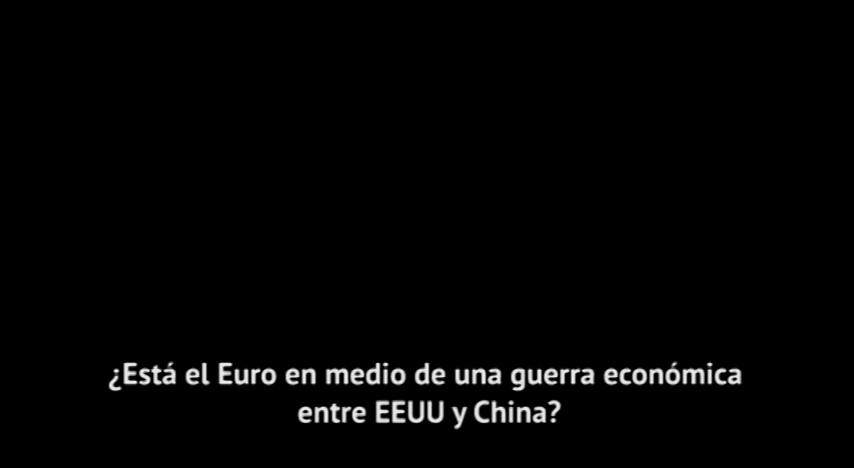 ¿Está el Euro en medio de una guerra económica
entre EEUU y China?